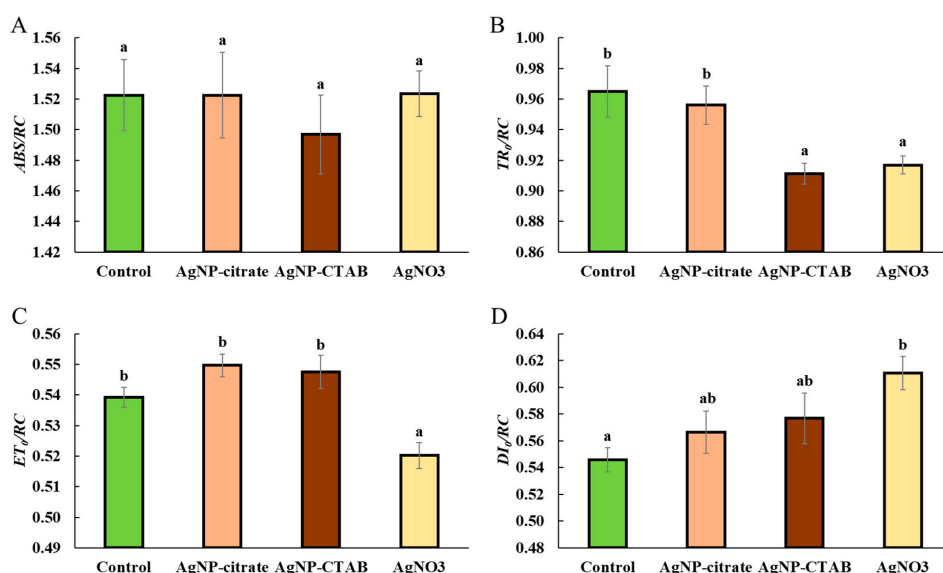 A
1.56
1.54
1.52
1.50
1.48
1.46
1.44
1.42
ABS/RC
a
a
a
a
Control
AgNP-citrate
AgNP-CTAB
AgNO3
B
1.00
0.98
0.96
0.94
0.92
0.90
0.88
0.86
TR0/RC
b
b
a
a
Control
AgNP-citrate
AgNP-CTAB
AgNO3
C
0.56
0.55
0.54
0.53
0.52
0.51
0.50
0.49
ET0/RC
b
b
b
a
Control
AgNP-citrate
AgNP-CTAB
AgNO3
D
0.64
0.62
0.60
0.58
0.56
0.54
0.52
0.50
0.48
DI0/RC
a
ab
ab
b
Control
AgNP-citrate
AgNP-CTAB
AgNO3